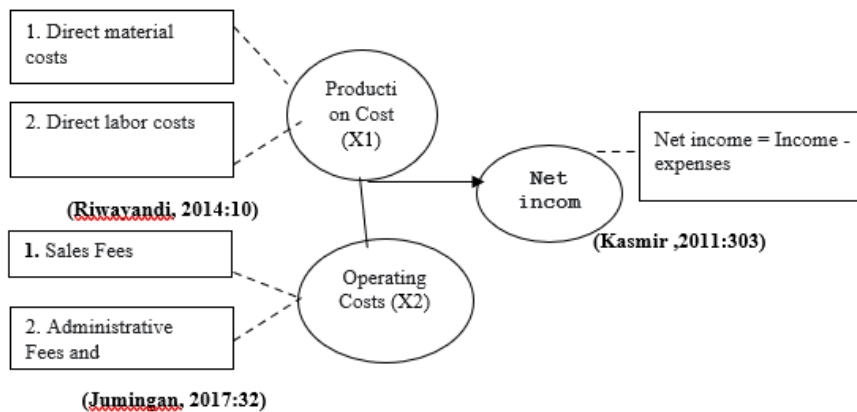 1. Direct material
costs
2. Direct labor costs
(Riwayandi, 2014:10)
Producti
on Cost
(X1)
Net
incom
Net income = Income -
expenses
(Kasmir ,2011:303)
1. Sales Fees
2. Administrative
Fees and
(Jumingan, 2017:32)
Operating
Costs (X2)